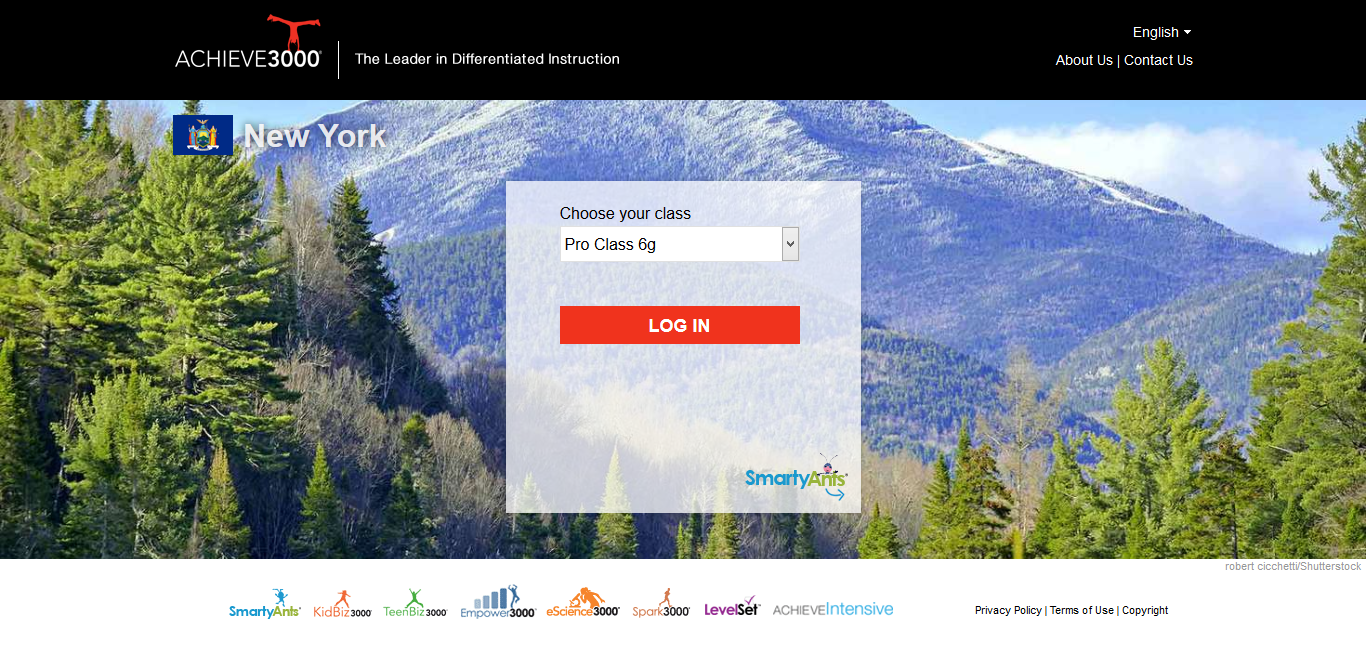 ACHIEVE3000®
The Leader in Differentiated Instruction
English
About Us | Contact Us
New York
Choose your class
Pro Class 6g
LOG IN
SmartyAnts
robert cicchetti/Shutterstock
SmartyAnts KidBiz3000 TeenBiz3000 Empower3000 eScience3000 Spark3000 LevelSet ACHIEVEIntensive
Privacy Policy | Terms of Use | Copyright